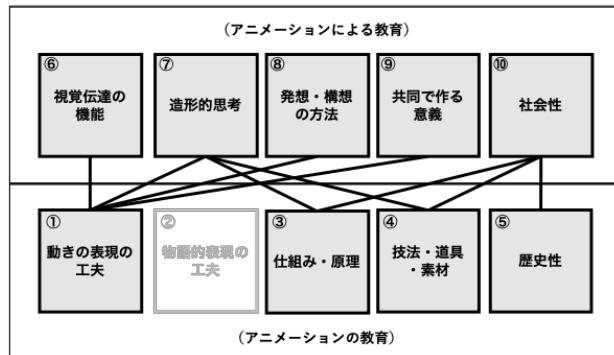 （アニメーションによる教育）
⑥
視覚伝達の
機能
⑦
造形的思考
⑧
発想・構想
の方法
⑨
共同で作る
意義
⑩
社会性
①
動きの表現の
工夫
②
物語的表現の
工夫
③
仕組み・原理
④
技法・道具
・素材
⑤
歴史性
（アニメーションの教育）